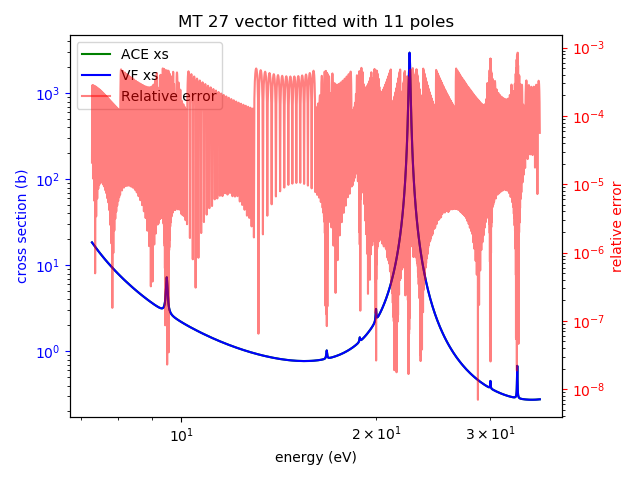 MT 27 vector fitted with 11 poles
ACE xs
VF xs
Relative error
cross section (b)
10³
10²
10¹
10⁰
relative error
10⁻³
10⁻⁴
10⁻⁵
10⁻⁶
10⁻⁷
10⁻⁸
10¹
2 × 10¹
3 × 10¹
energy (eV)